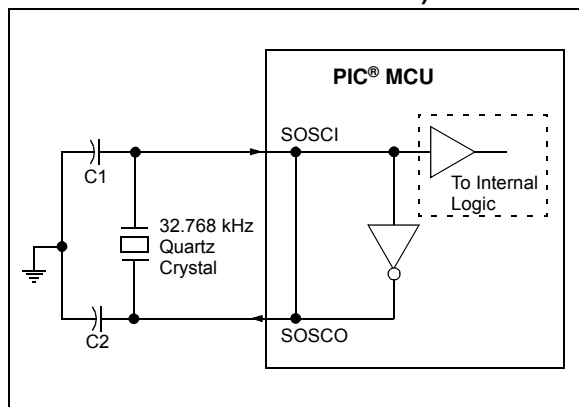 PIC® MCU
SOSCI
C1
To Internal
Logic
32.768 kHz
Quartz
Crystal
SOSCO
C2